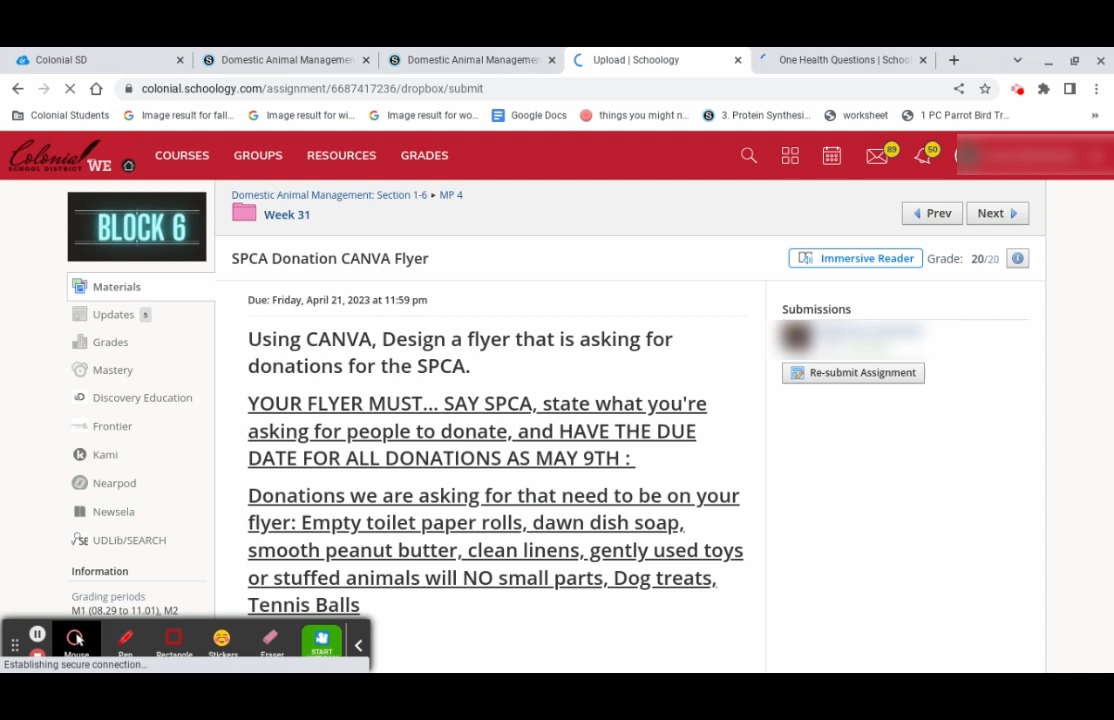 Colonial SD
Domestic Animal Managemen
Domestic Animal Managemen
Upload | Schoology
One Health Questions | Schoo
colonial.schoology.com/assignment/6687417236/dropbox/submit
Colonial Students
Image result for fall...
Image result for wi...
Image result for wo...
Google Docs
things you might n...
3. Protein Synthesi...
worksheet
1 PC Parrot Bird Tr...
Colonial WE
SCHOOL DISTRICT
COURSES
GROUPS
RESOURCES
GRADES
89
50
BLOCK 6
Domestic Animal Management: Section 1-6 ▸ MP 4
Week 31
Prev
Next
SPCA Donation CANVA Flyer
Immersive Reader
Grade: 20/20
Materials
Updates 5
Grades
Mastery
Discovery Education
Frontier
Kami
Nearpod
Newsela
UDLib/SEARCH
Information
Grading periods
M1 (08.29 to 11.01), M2
Due: Friday, April 21, 2023 at 11:59 pm
Using CANVA, Design a flyer that is asking for
donations for the SPCA.
YOUR FLYER MUST... SAY SPCA, state what you're
asking for people to donate, and HAVE THE DUE
DATE FOR ALL DONATIONS AS MAY 9TH :
Donations we are asking for that need to be on your
flyer: Empty toilet paper rolls, dawn dish soap,
smooth peanut butter, clean linens, gently used toys
or stuffed animals will NO small parts, Dog treats,
Tennis Balls
Submissions
Re-submit Assignment
Mouse
Pen
Rectangle
Stickers
Eraser
START
Establishing secure connection...